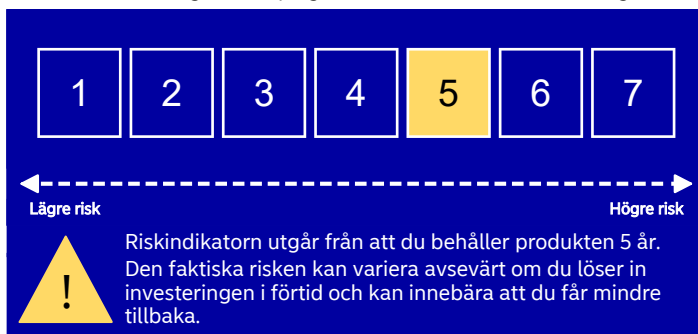 1 2 3 4 5 6 7
Lägre risk Högre risk
Riskindikatorn utgår från att du behåller produkten 5 år.
Den faktiska risken kan variera avsevärt om du löser in
! investeringen i förtid och kan innebära att du får mindre
tillbaka.